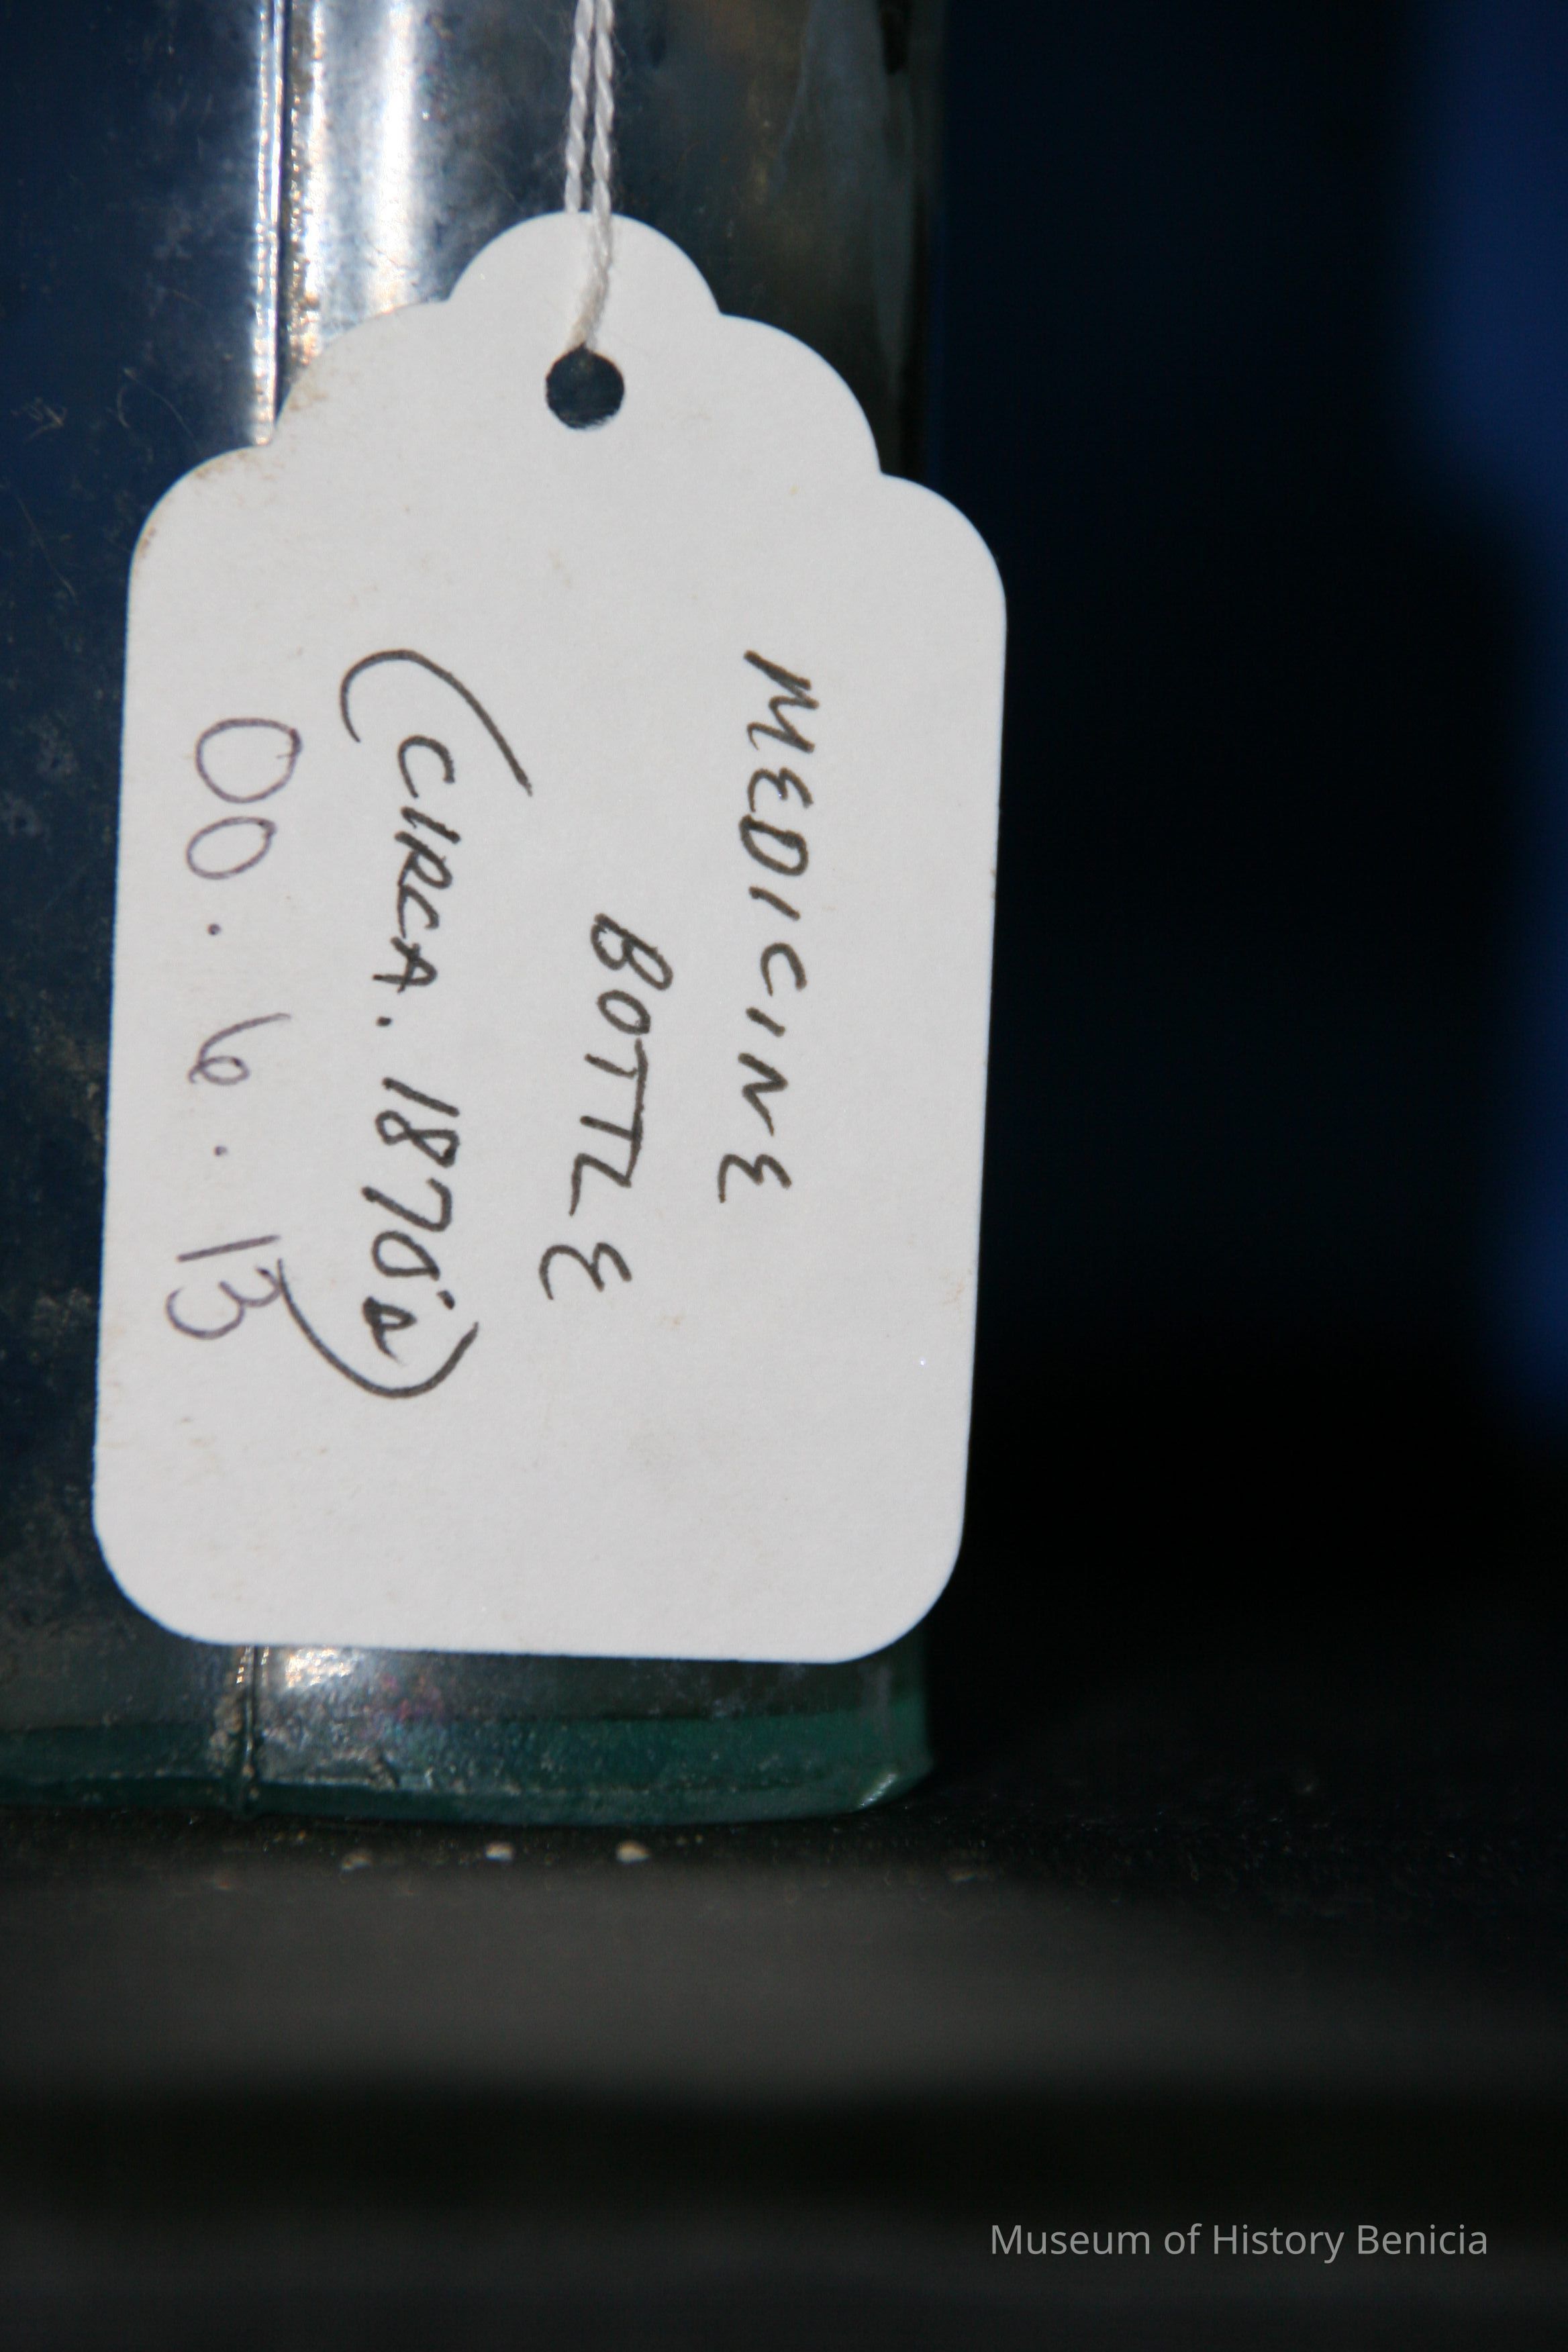 MEDICINE
BOTTLE
(CIRCA. 1870's)
00.6.13
Museum of History Benicia